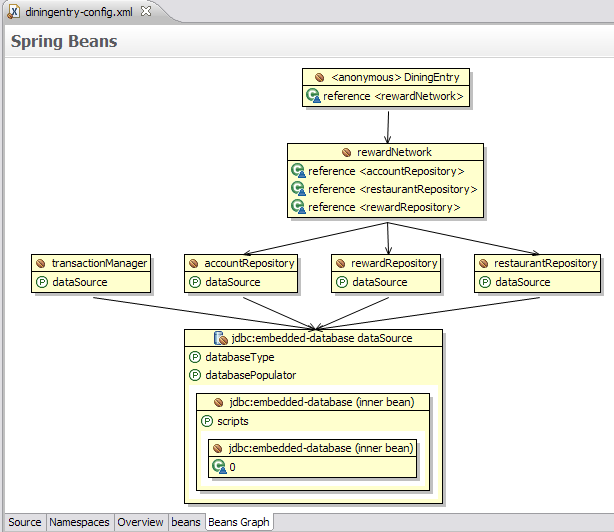 diningentry-config.xml
Spring Beans
<anonymous> DiningEntry
reference <rewardNetwork>
rewardNetwork
reference <accountRepository>
reference <restaurantRepository>
reference <rewardRepository>
transactionManager
dataSource
accountRepository
dataSource
rewardRepository
dataSource
restaurantRepository
dataSource
jdbc:embedded-database dataSource
databaseType
databasePopulator
jdbc:embedded-database (inner bean)
scripts
jdbc:embedded-database (inner bean)
0
Source Namespaces Overview beans Beans Graph